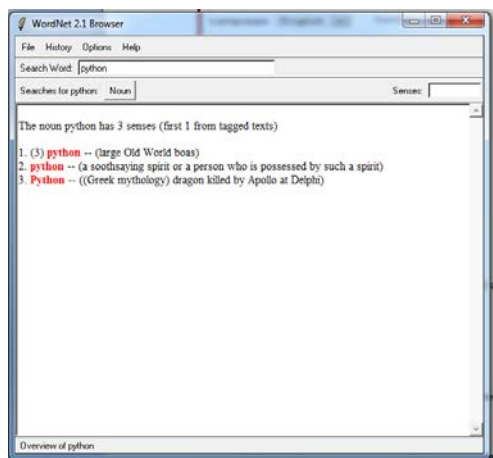 WordNet 2.1 Browser
File History Options Help
Search Word: python
Searches for python: Noun Senses:
The noun python has 3 senses (first 1 from tagged texts)
1. (3) python -- (large Old World boas)
2. python -- (a soothsaying spirit or a person who is possessed by such a spirit)
3. Python -- ((Greek mythology) dragon killed by Apollo at Delphi)
Overview of python